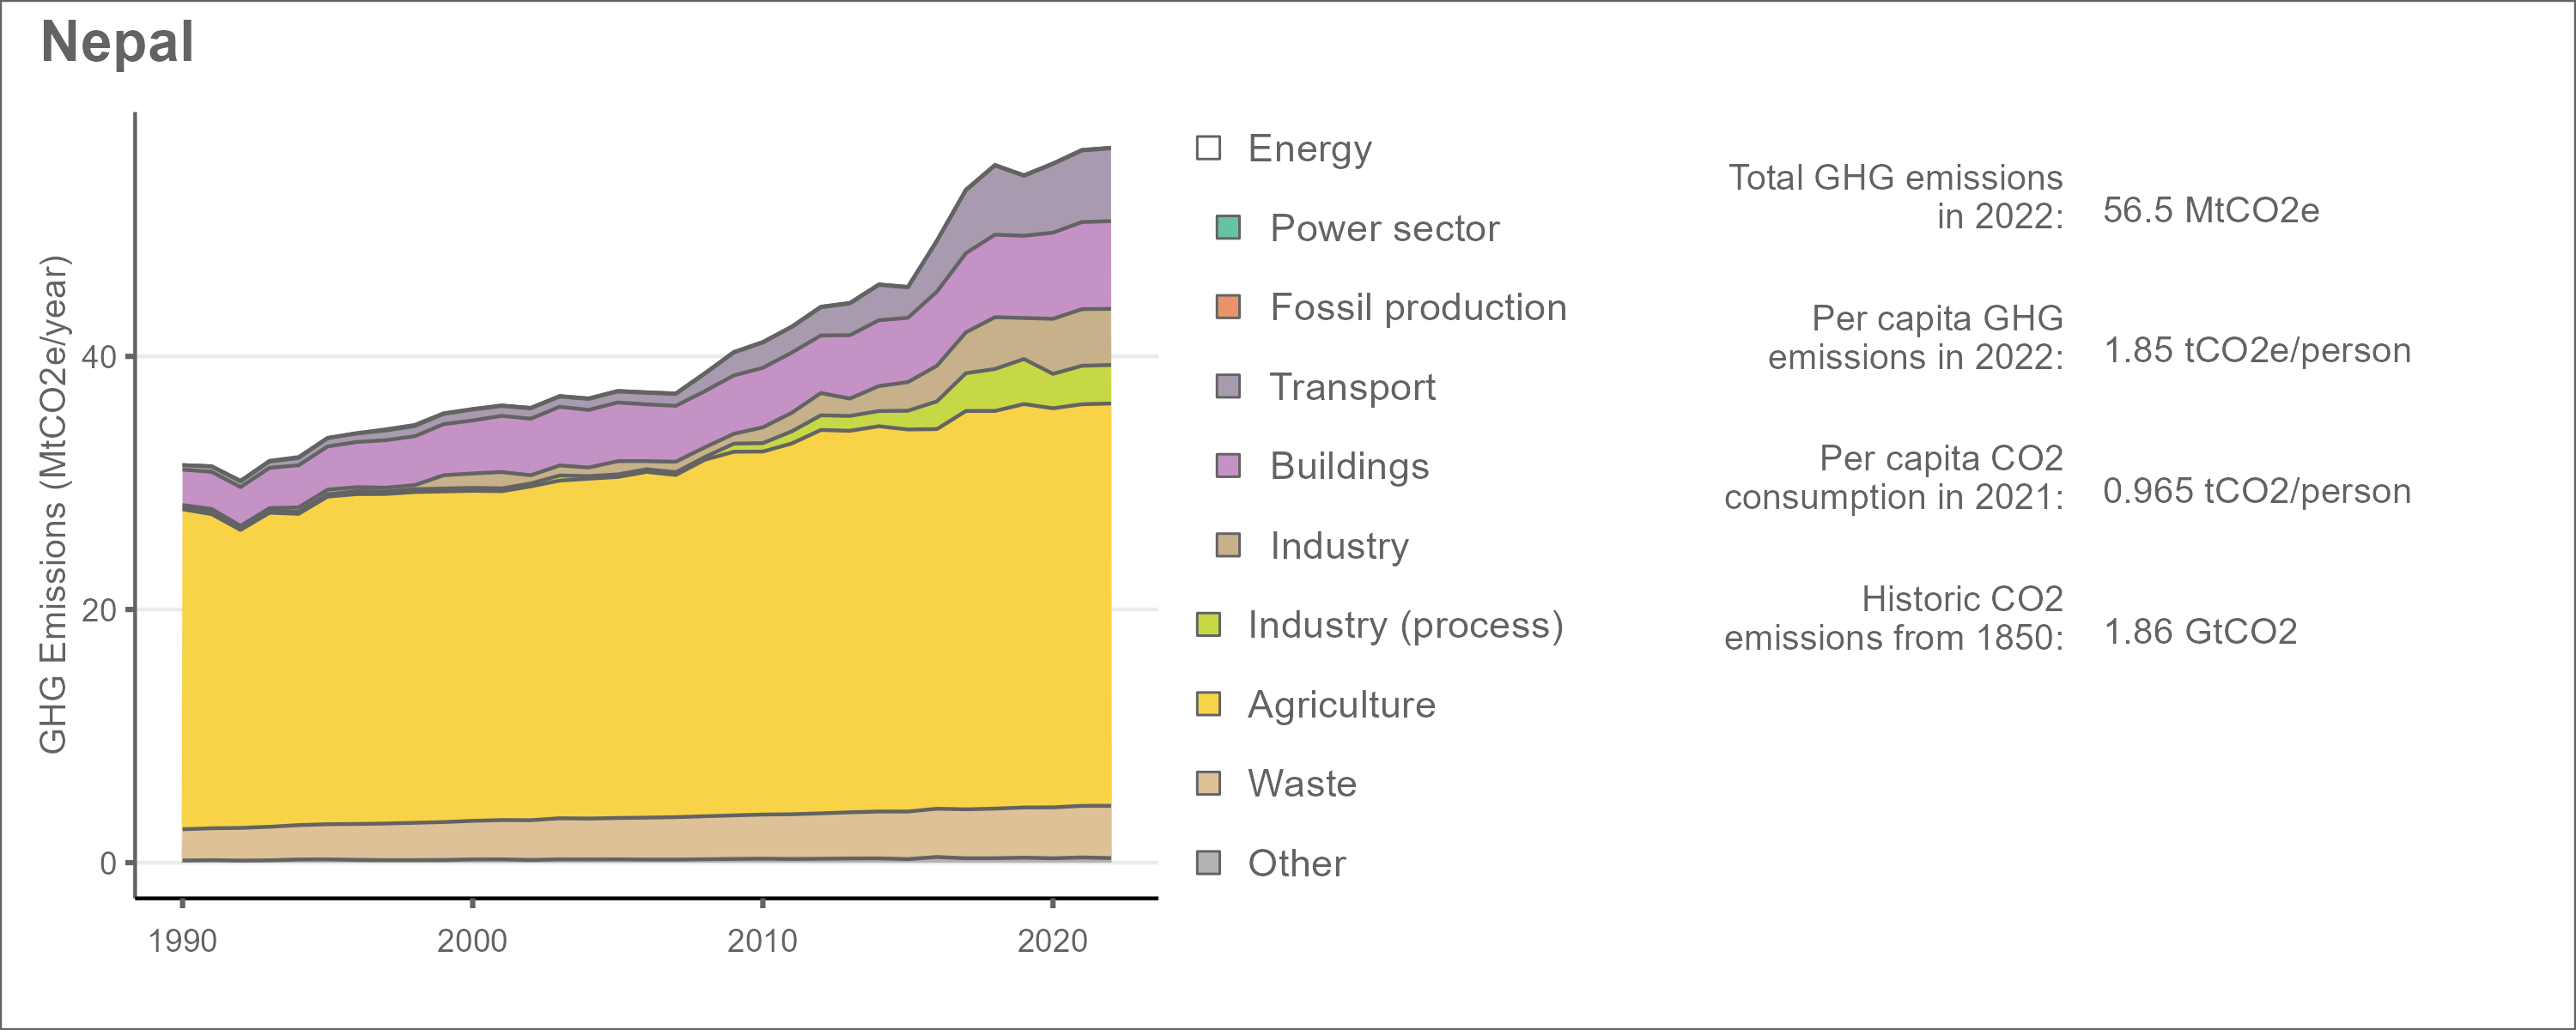 Nepal
GHG Emissions (MtCO2e/year)
40
20
0
1990
2000
2010
2020
Energy
Power sector
Fossil production
Transport
Buildings
Industry
Industry (process)
Agriculture
Waste
Other
Total GHG emissions
in 2022:
56.5 MtCO2e
Per capita GHG
emissions in 2022:
1.85 tCO2e/person
Per capita CO2
consumption in 2021:
0.965 tCO2/person
Historic CO2
emissions from 1850:
1.86 GtCO2